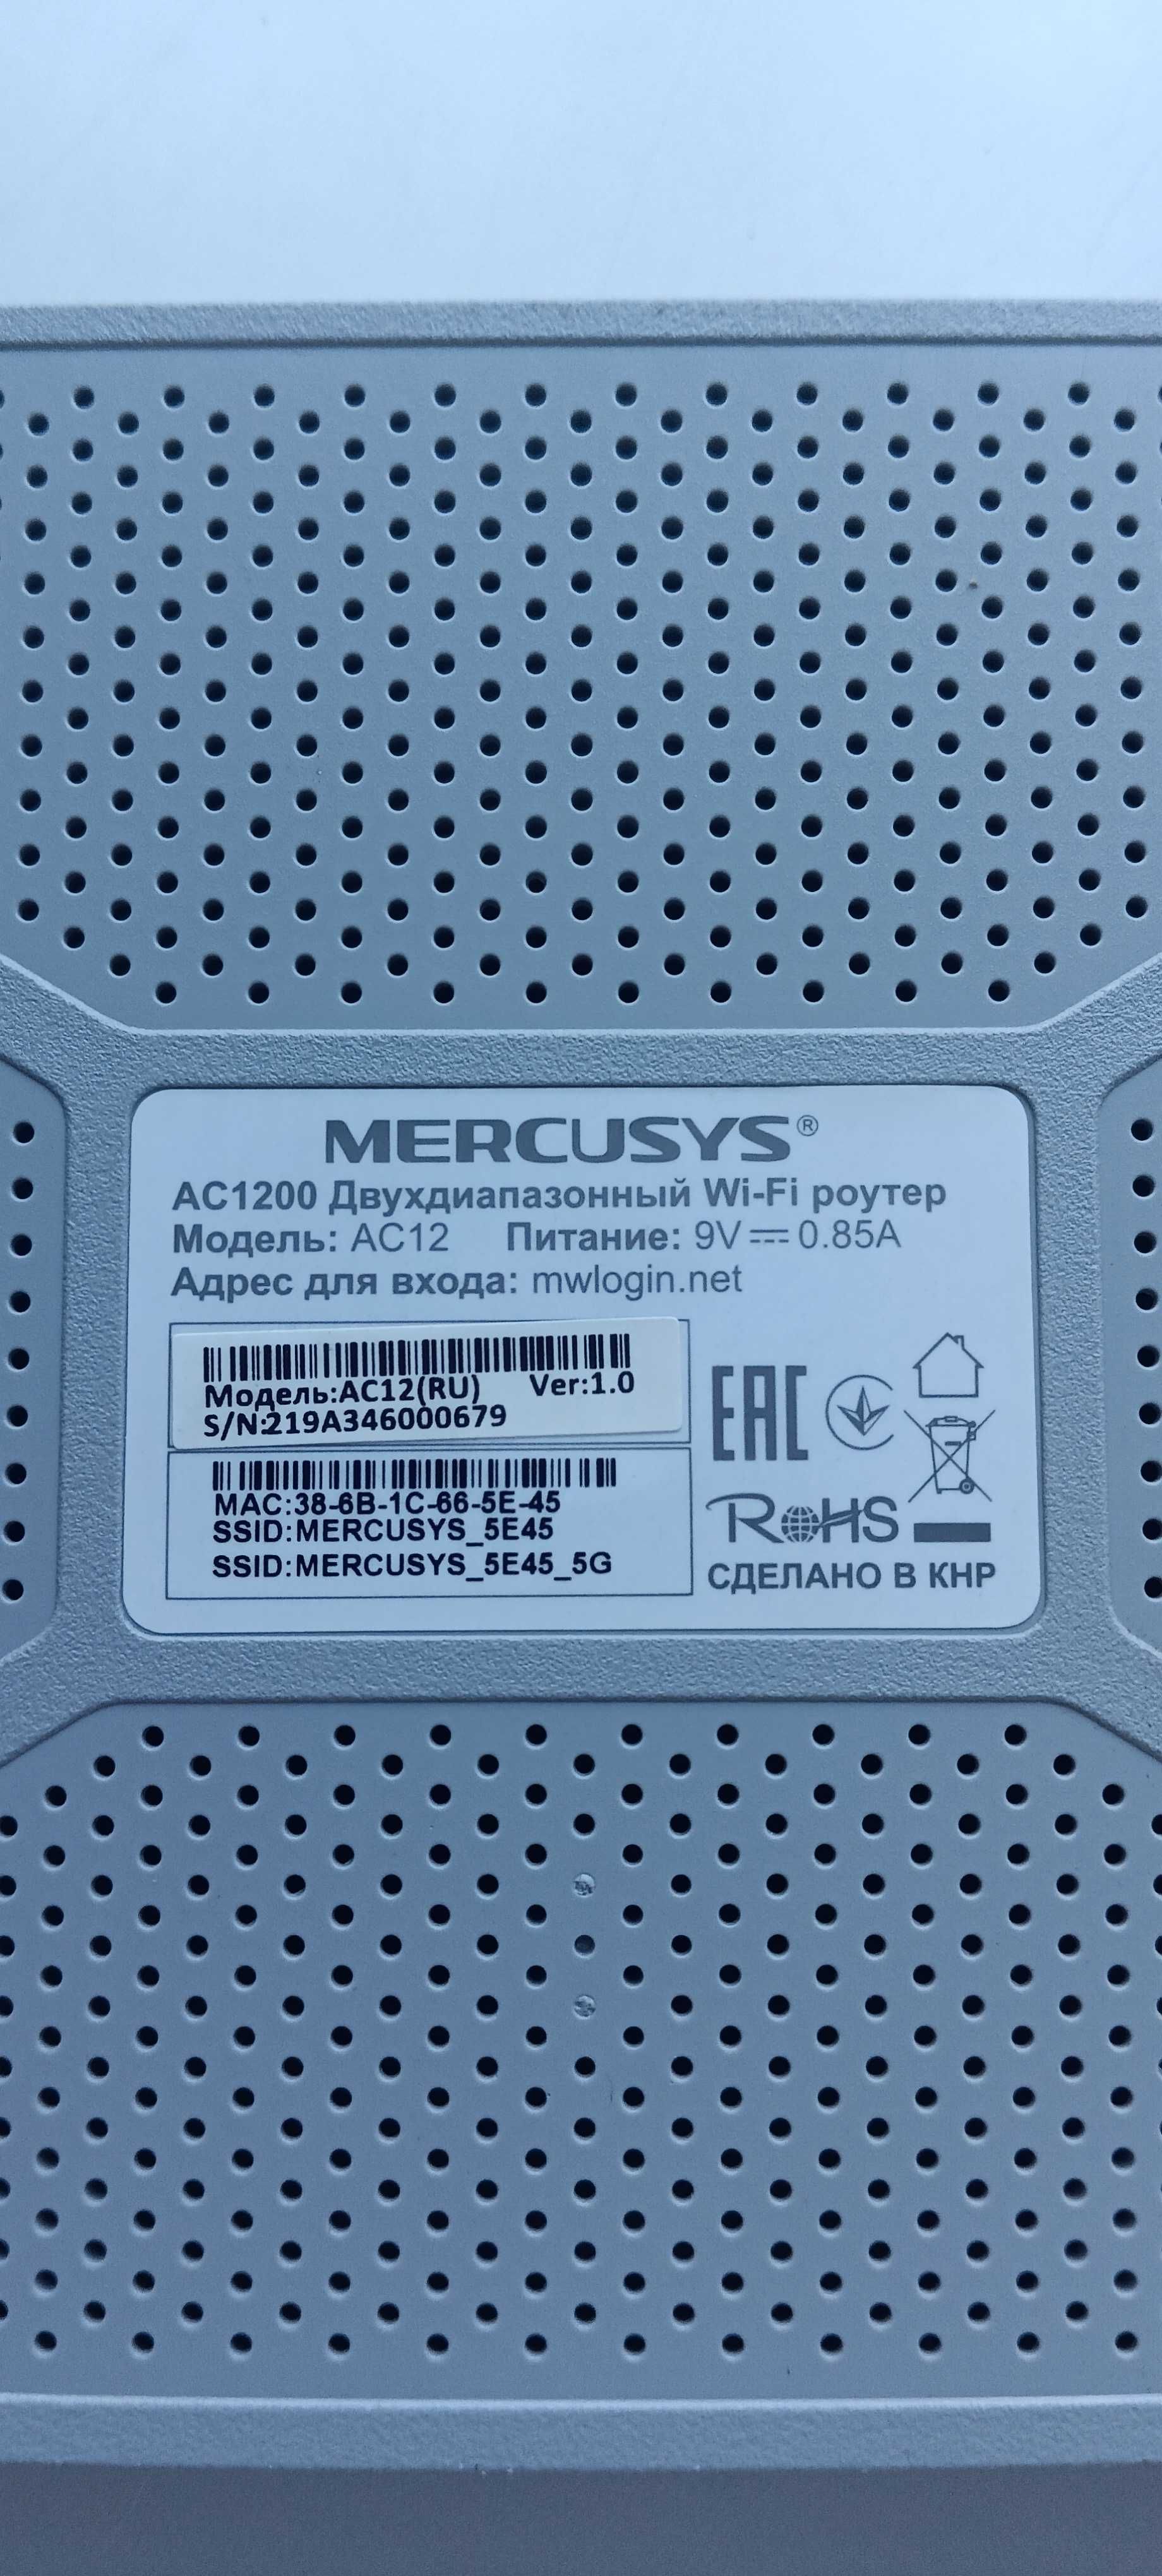 MERCUSYS®
AC1200 Двухдиапазонный Wi-Fi роутер
Модель: AC12 Питание: 9V⎓0.85A
Адрес для входа: mwlogin.net
Модель:AC12(RU) Ver:1.0
S/N:219A346000679
MAC:38-6B-1C-66-5E-45
SSID:MERCUSYS_5E45
SSID:MERCUSYS_5E45_5G
EAC
RoHS
СДЕЛАНО В КНР